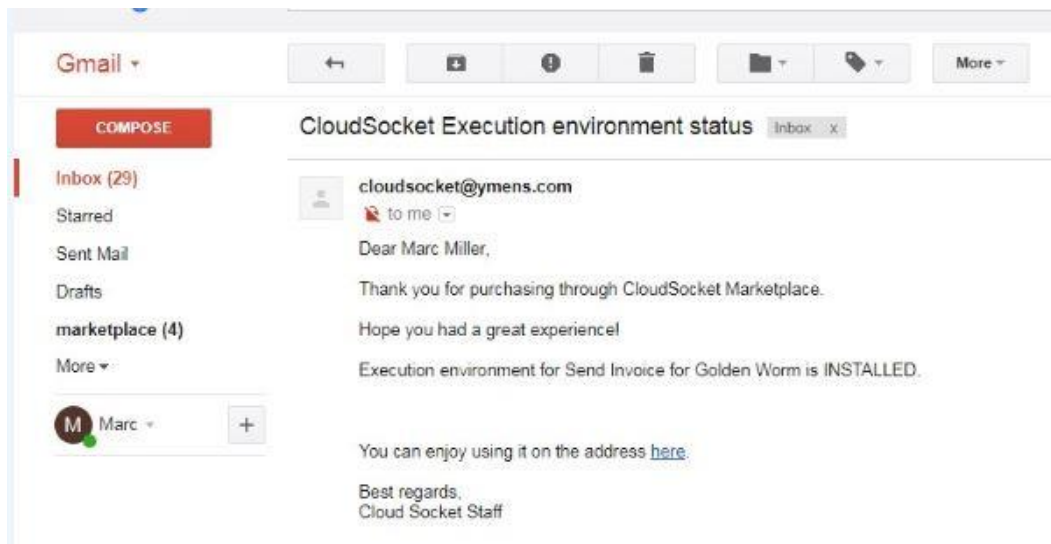 Gmail
More
COMPOSE
CloudSocket Execution environment status Inbox x
Inbox (29)
Starred
Sent Mail
Drafts
marketplace (4)
More
M Marc +
cloudsocket@ymens.com
to me
Dear Marc Miller,
Thank you for purchasing through CloudSocket Marketplace.
Hope you had a great experience!
Execution environment for Send Invoice for Golden Worm is INSTALLED.
You can enjoy using it on the address here.
Best regards,
Cloud Socket Staff